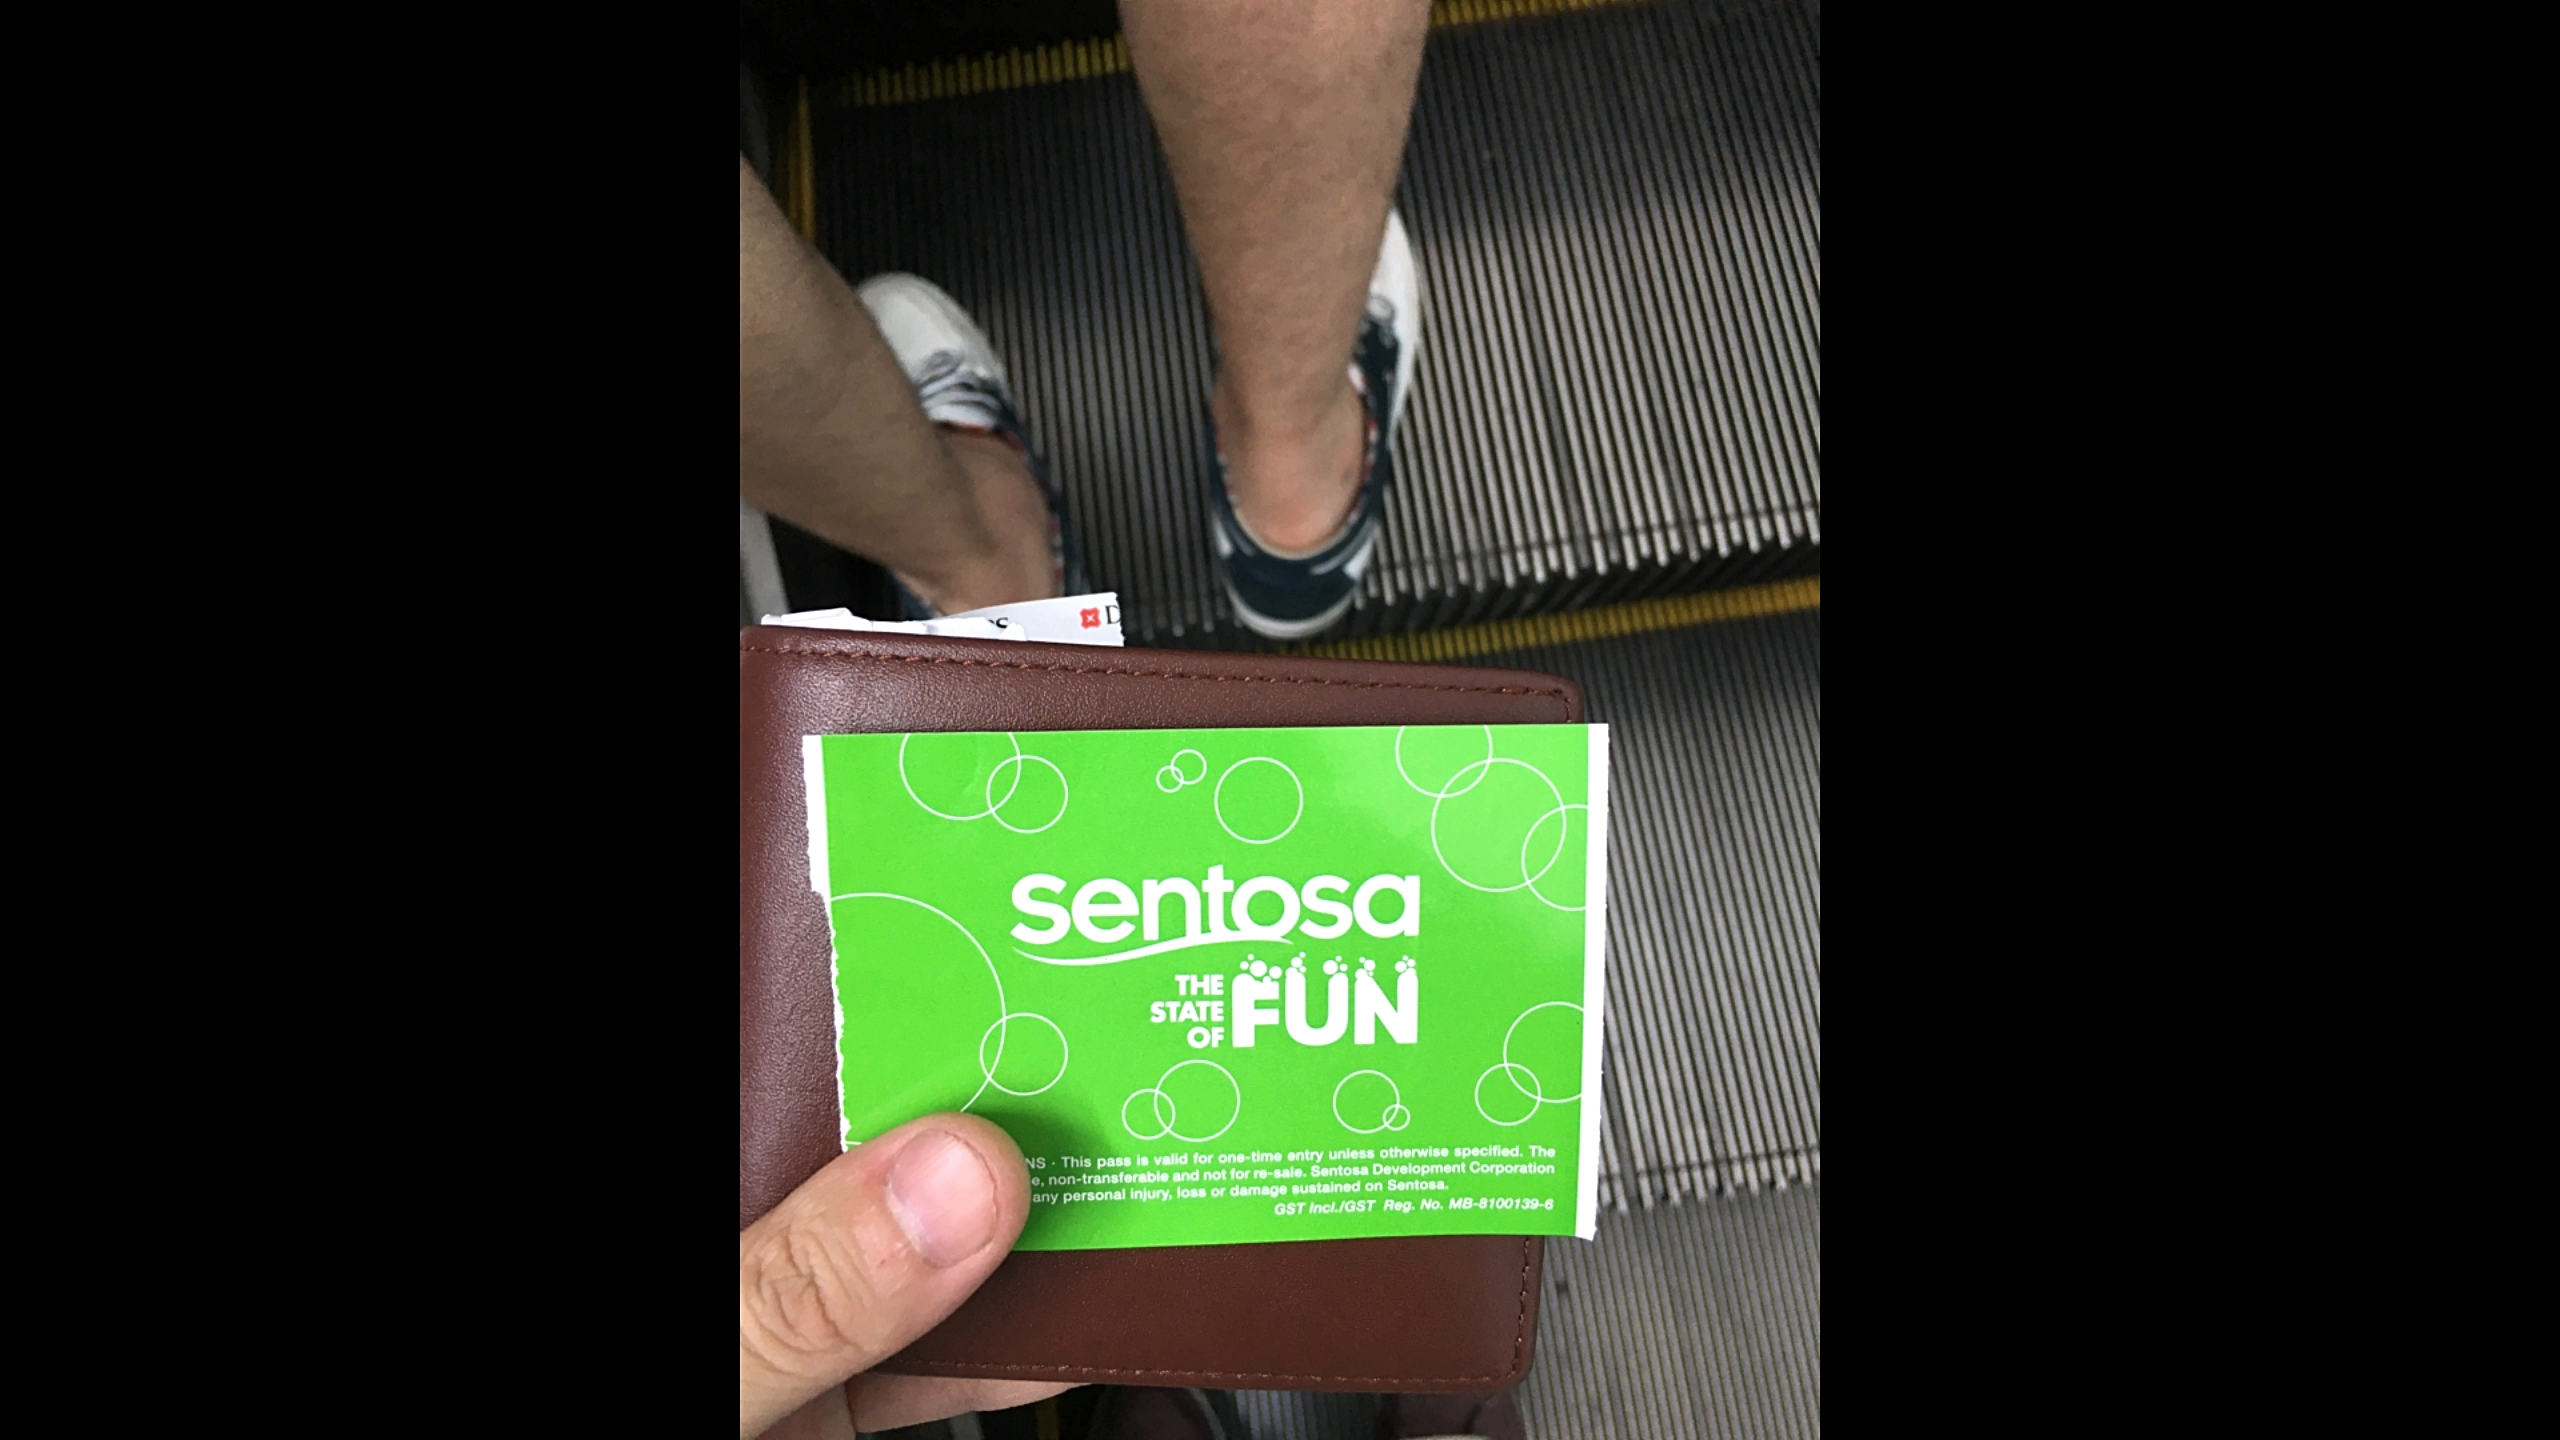 D
sentosa
THE
STATE
OF
FUN
NS · This pass is valid for one-time entry unless otherwise specified. The
e, non-transferable and not for re-sale. Sentosa Development Corporation
any personal injury, loss or damage sustained on Sentosa.
GST Incl./GST Reg. No. MB-8100139-6